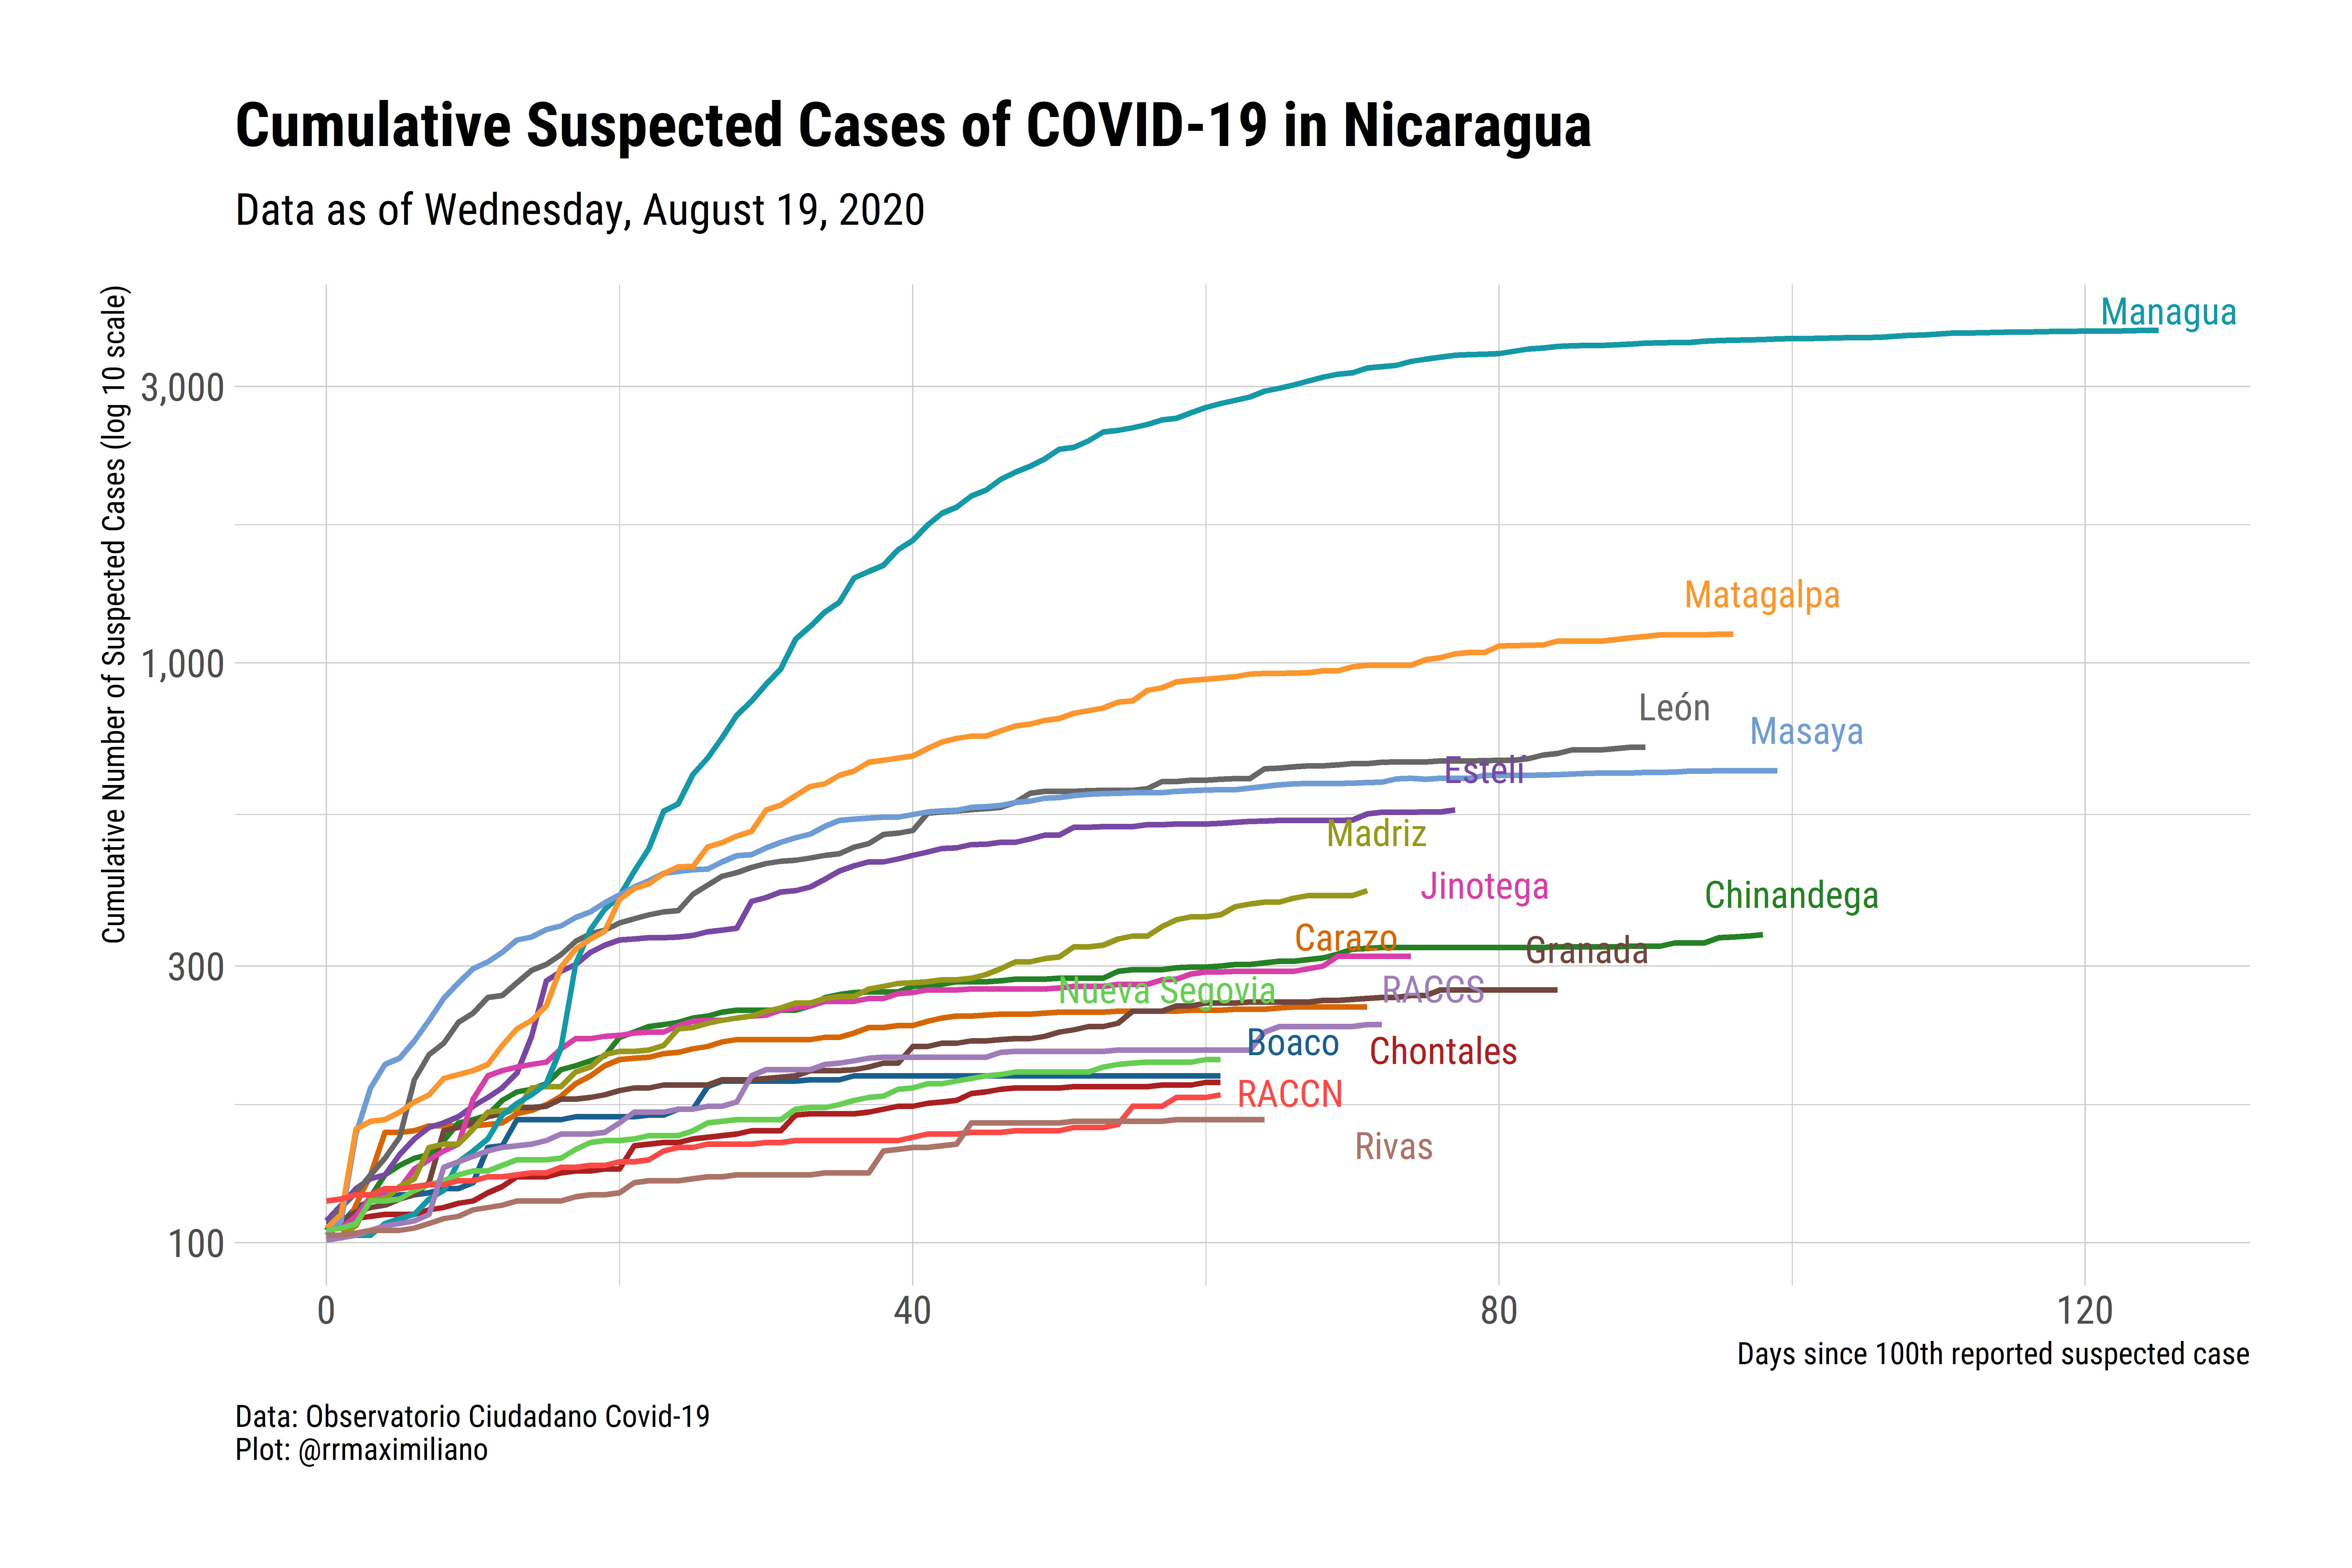 Cumulative Suspected Cases of COVID-19 in Nicaragua
Data as of Wednesday, August 19, 2020
Cumulative Number of Suspected Cases (log 10 scale)
3,000
1,000
300
100
Managua
Matagalpa
León
Masaya
Estelí
Madriz
Jinotega
Chinandega
Carazo
Granada
Nueva Segovia
RACCS
Boaco
Chontales
RACCN
Rivas
0
40
80
120
Days since 100th reported suspected case
Data: Observatorio Ciudadano Covid-19
Plot: @rrmaximiliano